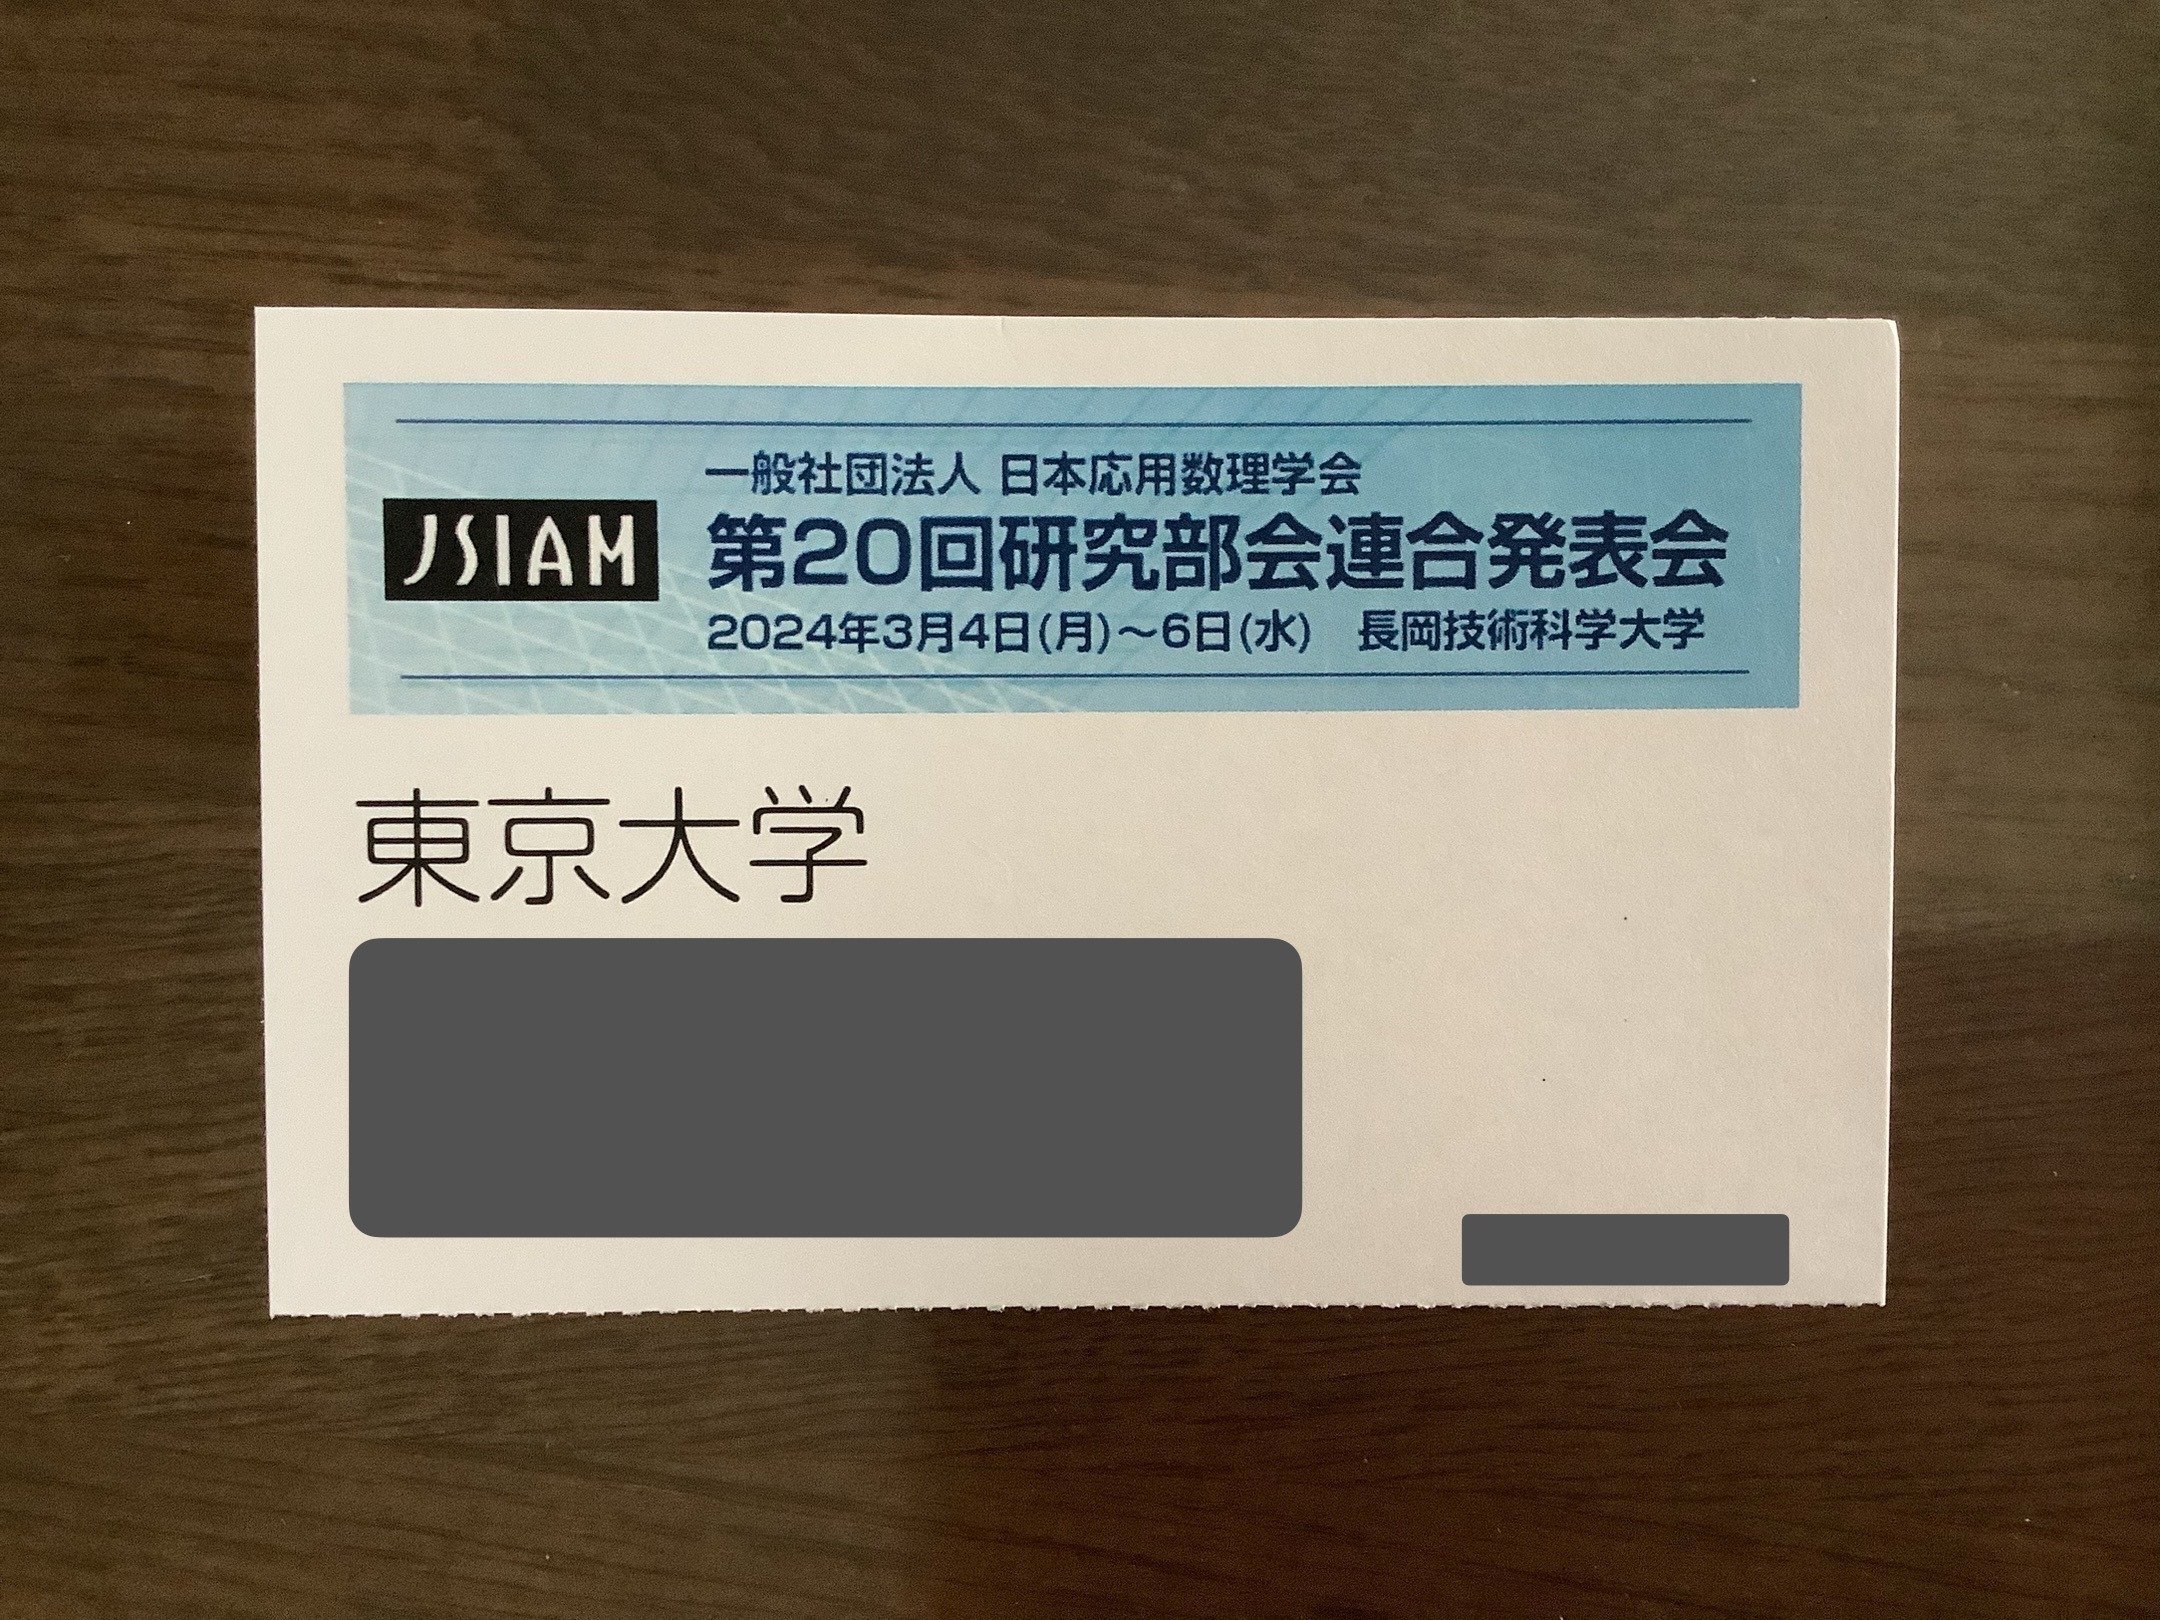 一般社団法人 日本応用数理学会
JSIAM
第20回研究部会連合発表会
2024年3月4日(月)～6日(水) 長岡技術科学大学
東京大学